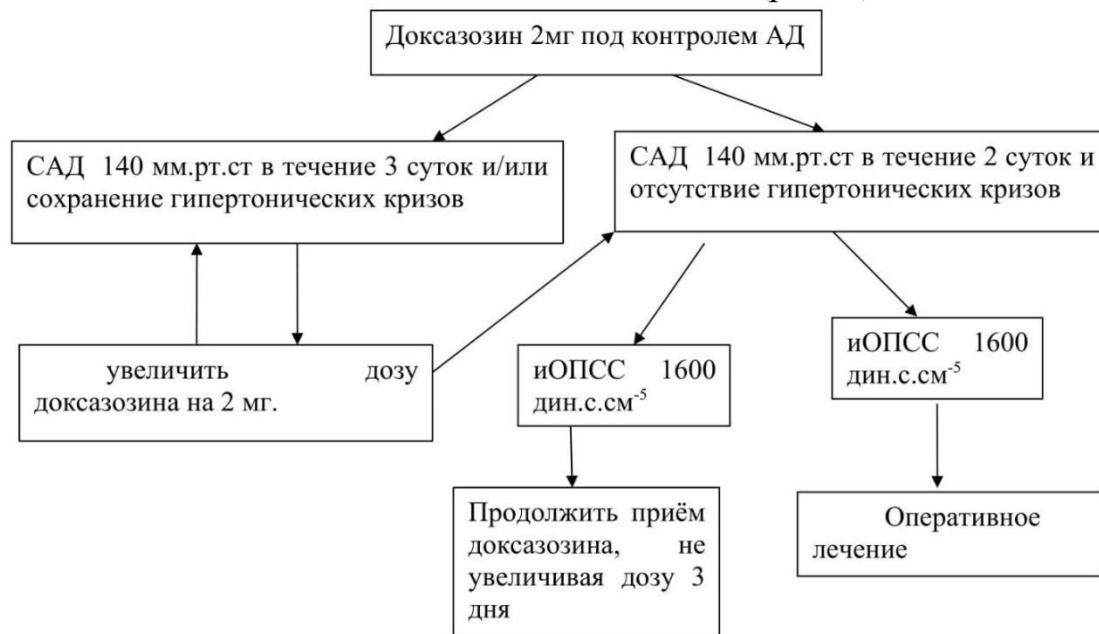 Доксазозин 2мг под контролем АД
САД 140 мм.рт.ст в течение 3 суток и/или
сохранение гипертонических кризов
САД 140 мм.рт.ст в течение 2 суток и
отсутствие гипертонических кризов
увеличить дозу
доксазозина на 2 мг.
иОПСС 1600
дин.с.см-5
иОПСС 1600
дин.с.см-5
Продолжить приём
доксазозина, не
увеличивая дозу 3
дня
Оперативное
лечение